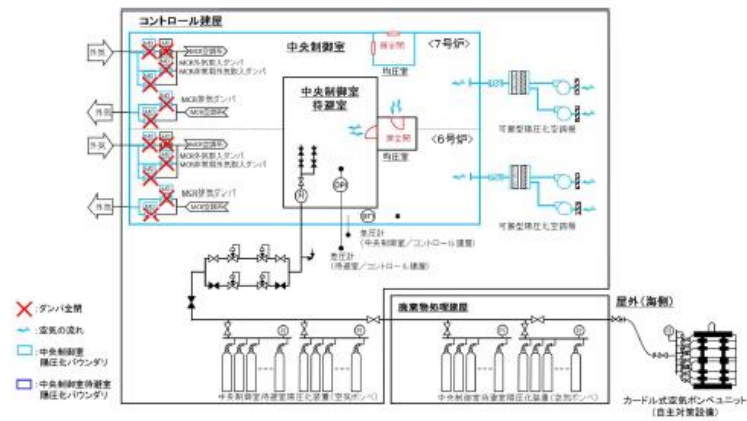 コントロール建屋
中央制御室
<7号炉>
扉全開
均圧室
外気
MCR外気取入ダンパ
MCR非常用外気取入ダンパ
MCR排気ダンパ
外気
中央制御室
待避室
可搬型陽圧化空調機
<6号炉>
均圧室
外気
MCR外気取入ダンパ
MCR非常用外気取入ダンパ
MCR排気ダンパ
外気
可搬型陽圧化空調機
差圧計
(中央制御室/コントロール建屋)
差圧計
(待避室/コントロール建屋)
:ダンパ全閉
:空気の流れ
:中央制御室
陽圧化バウンダリ
:中央制御室待避室
陽圧化バウンダリ
廃棄物処理建屋
屋外(海側)
中央制御室待避室陽圧化装置(空気ボンベ)
中央制御室待避室陽圧化装置(空気ボンベ)
カードル式空気ボンベユニット
(自主対策設備)